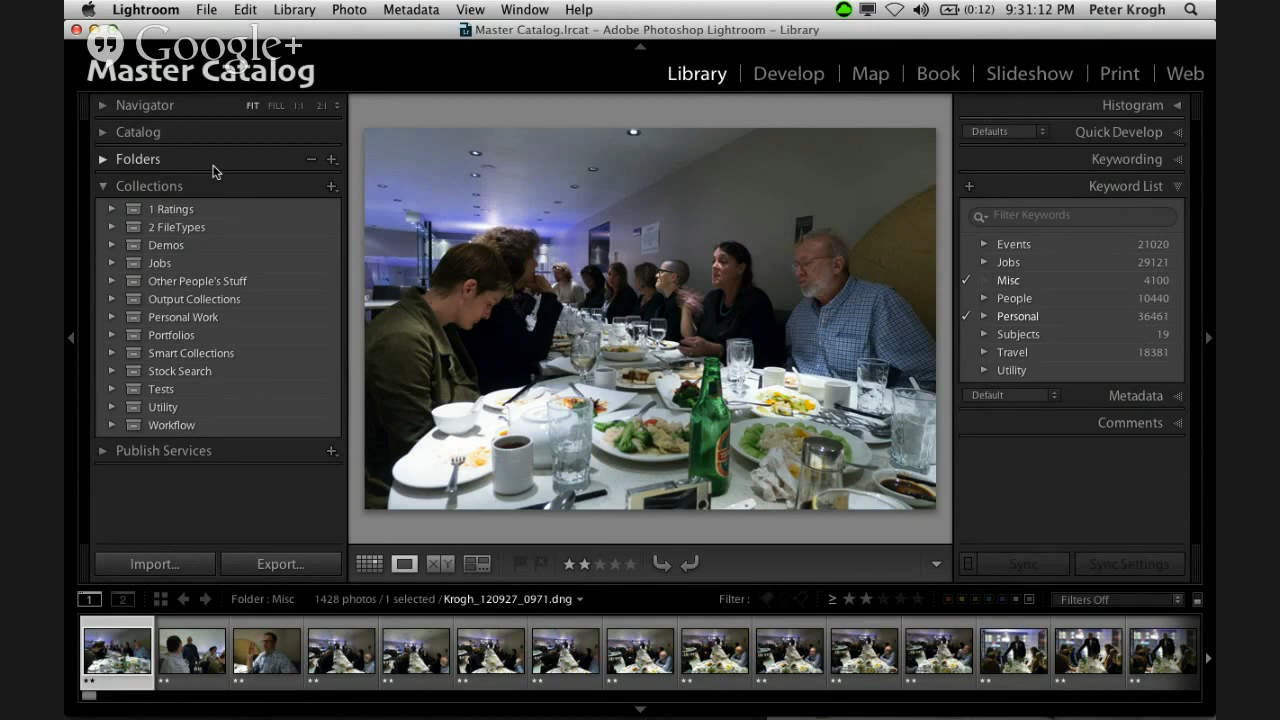 Lightroom File Edit Library Photo Metadata View Window Help (0:12) 9:31:12 PM Peter Krogh
Master Catalog.lrcat – Adobe Photoshop Lightroom – Library
Google+
Master Catalog
Library | Develop | Map | Book | Slideshow | Print | Web
Navigator FIT FILL 1:1 2:1
Catalog
Folders
Collections
1 Ratings
2 FileTypes
Demos
Jobs
Other People's Stuff
Output Collections
Personal Work
Portfolios
Smart Collections
Stock Search
Tests
Utility
Workflow
Publish Services
Import... Export...
Histogram
Defaults Quick Develop
Keywording
Keyword List
Filter Keywords
Events 21020
Jobs 29121
Misc 4100
People 10440
Personal 36461
Subjects 19
Travel 18381
Utility
Default Metadata
Comments
XY
Sync Sync Settings
1 2 Folder : Misc 1428 photos / 1 selected / Krogh_120927_0971.dng Filter : ≥ Filters Off